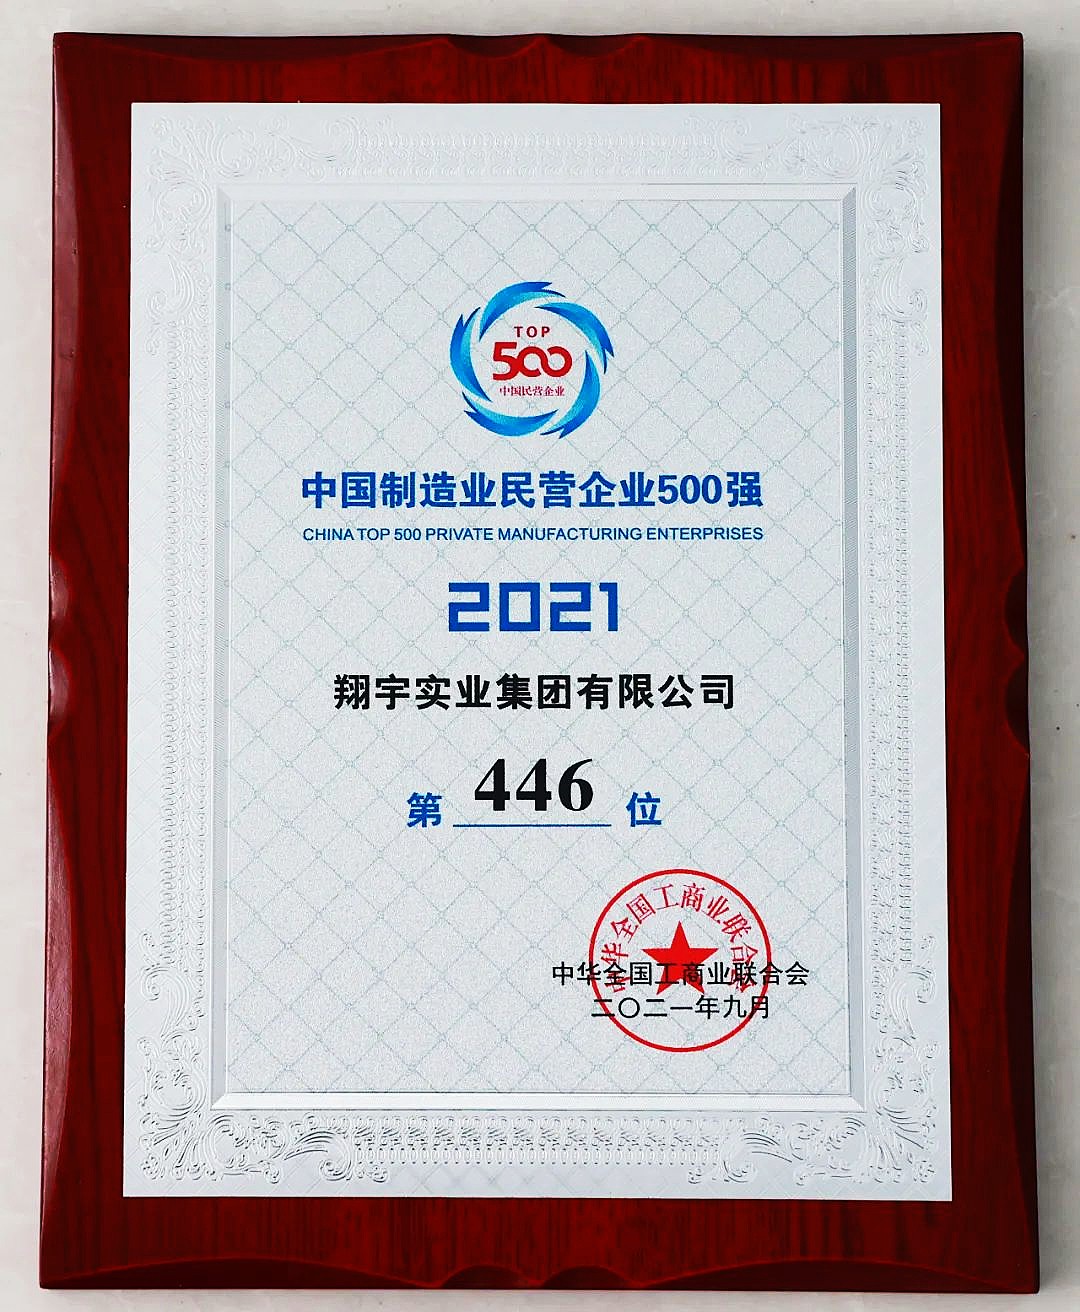 TOP
500
中国民营企业
中国制造业民营企业500强
CHINA TOP 500 PRIVATE MANUFACTURING ENTERPRISES
2021
翔宇实业集团有限公司
第 446 位
中华全国工商业联合会
中华全国工商业联合会
二〇二一年九月